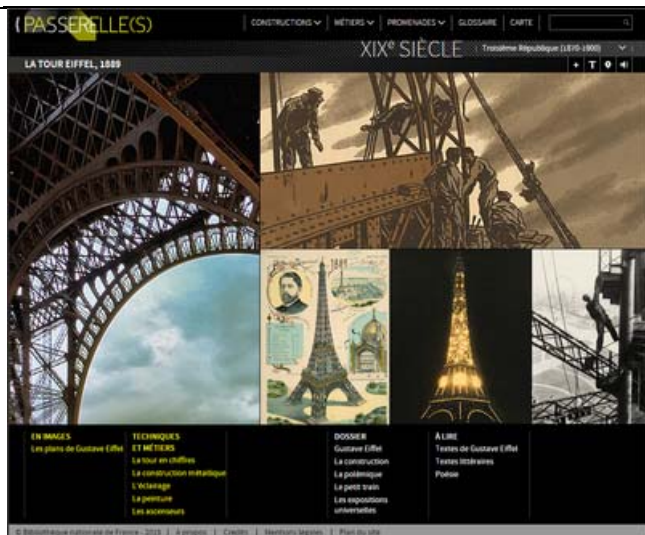 (PASSERELLE(S)
CONSTRUCTIONS | MÉTIERS | PROMENADES | GLOSSAIRE | CARTE
XIXᵉ SIÈCLE
Troisième République (1870-1900)
LA TOUR EIFFEL, 1889
+ T
1889
EN IMAGES
Les plans de Gustave Eiffel
TECHNIQUES
ET MÉTIERS
La tour en chiffres
La construction métallique
L'éclairage
La peinture
Les ascenseurs
DOSSIER
Gustave Eiffel
La construction
La polémique
Le petit train
Les expositions
universelles
À LIRE
Textes de Gustave Eiffel
Textes littéraires
Poésie
© Bibliothèque nationale de France - 2015 | À propos | Crédits | Mentions légales | Plan du site